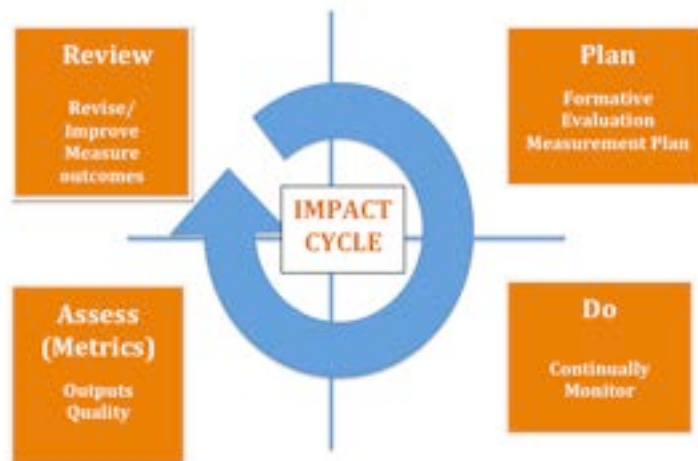 Review
Revise/
Improve
Measure
outcomes
Plan
Formative
Evaluation
Measurement Plan
IMPACT
CYCLE
Assess
(Metrics)
Outputs
Quality
Do
Continually
Monitor